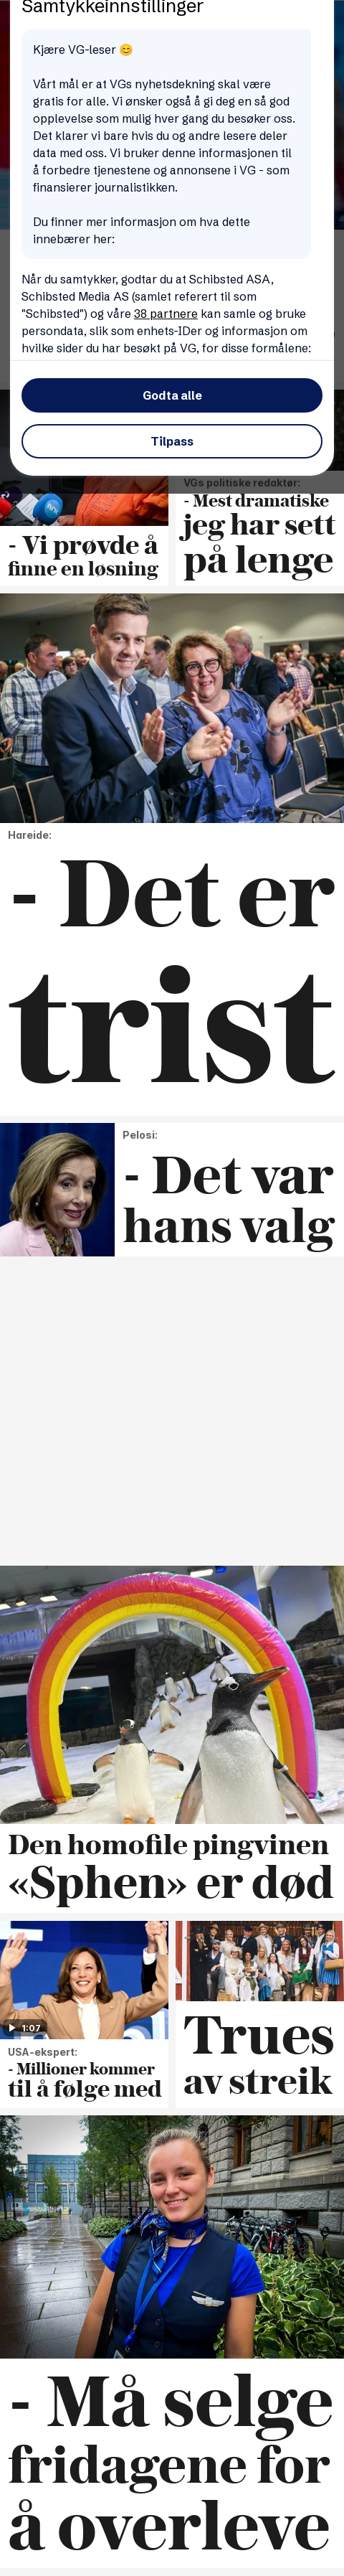 Samtykkeinnstillinger
Kjære VG-leser 😊
Vårt mål er at VGs nyhetsdekning skal være
gratis for alle. Vi ønsker også å gi deg en så god
opplevelse som mulig hver gang du besøker oss.
Det klarer vi bare hvis du og andre lesere deler
data med oss. Vi bruker denne informasjonen til
å forbedre tjenestene og annonsene i VG - som
finansierer journalistikken.
Du finner mer informasjon om hva dette
innebærer her:
Når du samtykker, godtar du at Schibsted ASA,
Schibsted Media AS (samlet referert til som
"Schibsted") og våre 38 partnere kan samle og bruke
persondata, slik som enhets-IDer og informasjon om
hvilke sider du har besøkt på VG, for disse formålene:
Godta alle
Tilpass
- Vi prøvde å
finne en løsning
VGs politiske redaktør:
- Mest dramatiske
jeg har sett
på lenge
Hareide:
- Det er
trist
Pelosi:
- Det var
hans valg
Den homofile pingvinen
«Sphen» er død
1:07
USA-ekspert:
- Millioner kommer
til å følge med
Trues
av streik
- Må selge
fridagene for
å overleve